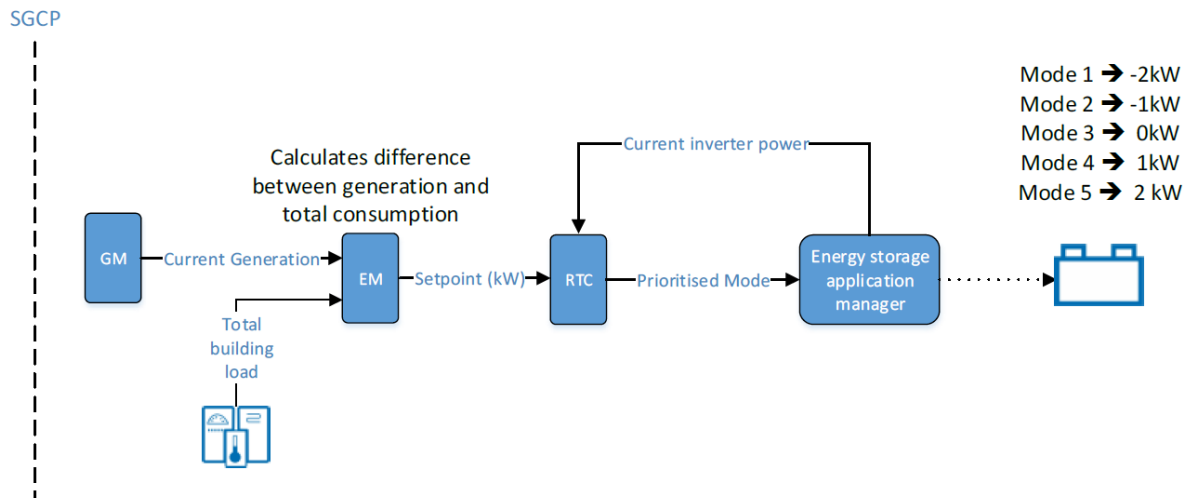 SGCP
Mode 1 ➔ -2kW
Mode 2 ➔ -1kW
Mode 3 ➔ 0kW
Mode 4 ➔ 1kW
Mode 5 ➔ 2 kW
Current inverter power
Calculates difference
between generation and
total consumption
GM
Current Generation
EM
Setpoint (kW)
RTC
Prioritised Mode
Energy storage
application
manager
Total
building
load